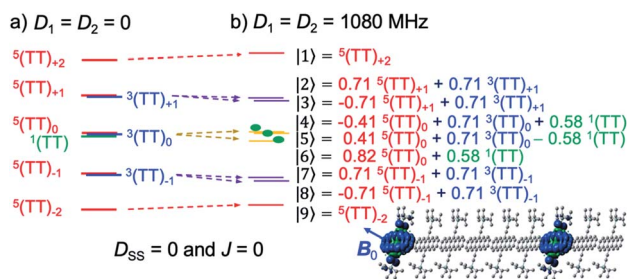 a) D₁ = D₂ = 0 b) D₁ = D₂ = 1080 MHz
⁵(TT)₊₂ |1⟩ = ⁵(TT)₊₂
⁵(TT)₊₁ ³(TT)₊₁ |2⟩ = 0.71 ⁵(TT)₊₁ + 0.71 ³(TT)₊₁
|3⟩ = -0.71 ⁵(TT)₊₁ + 0.71 ³(TT)₊₁
⁵(TT)₀ |4⟩ = -0.41 ⁵(TT)₀ + 0.71 ³(TT)₀ + 0.58 ¹(TT)
¹(TT) ³(TT)₀ |5⟩ = 0.41 ⁵(TT)₀ + 0.71 ³(TT)₀ − 0.58 ¹(TT)
|6⟩ = 0.82 ⁵(TT)₀ + 0.58 ¹(TT)
⁵(TT)₋₁ ³(TT)₋₁ |7⟩ = 0.71 ⁵(TT)₋₁ + 0.71 ³(TT)₋₁
|8⟩ = -0.71 ⁵(TT)₋₁ + 0.71 ³(TT)₋₁
⁵(TT)₋₂ |9⟩ = ⁵(TT)₋₂
D_SS = 0 and J = 0 B₀